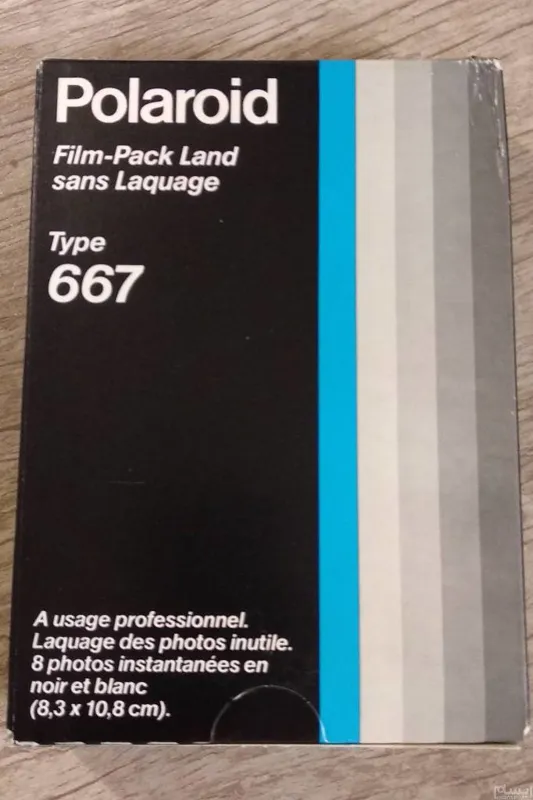 Polaroid
Film-Pack Land
sans Laquage
Type
667
A usage professionnel.
Laquage des photos inutile.
8 photos instantanées en
noir et blanc
(8,3 x 10,8 cm).